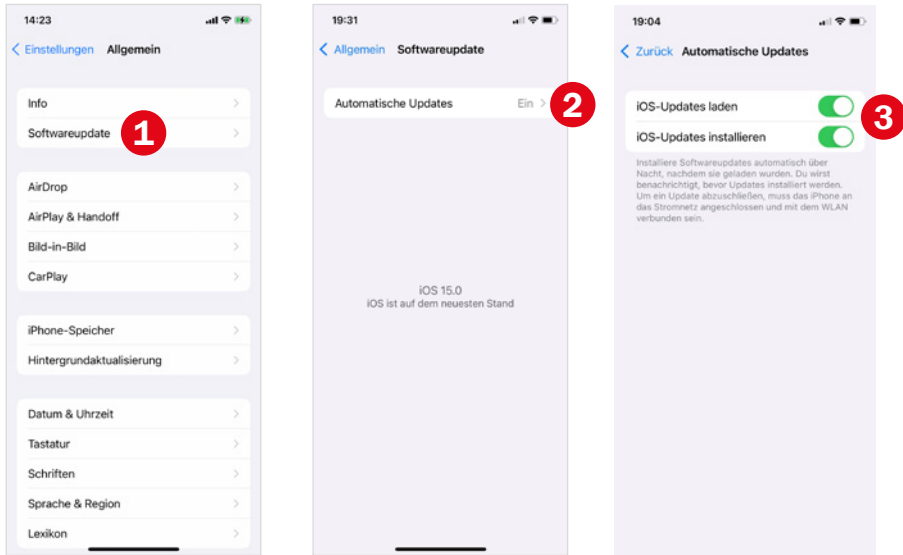 14:23
Einstellungen Allgemein
Info
Softwareupdate 1
AirDrop
AirPlay & Handoff
Bild-in-Bild
CarPlay
iPhone-Speicher
Hintergrundaktualisierung
Datum & Uhrzeit
Tastatur
Schriften
Sprache & Region
Lexikon
19:31
Allgemein Softwareupdate
Automatische Updates Ein 2
iOS 15.0
iOS ist auf dem neuesten Stand
19:04
Zurück Automatische Updates
iOS-Updates laden
3
iOS-Updates installieren
Installiere Softwareupdates automatisch über
Nacht, nachdem sie geladen wurden. Du wirst
benachrichtigt, bevor Updates installiert werden.
Um ein Update abzuschließen, muss das iPhone an
das Stromnetz angeschlossen und mit dem WLAN
verbunden sein.